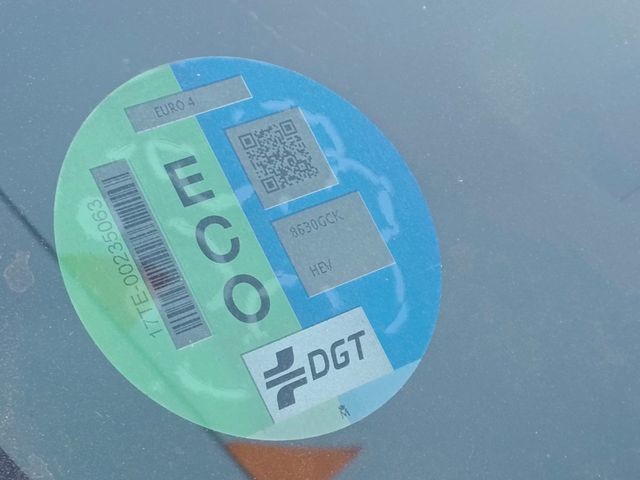 EURO 4
ECO
17TE-00235063
8630GCK
HEV
DGT
M